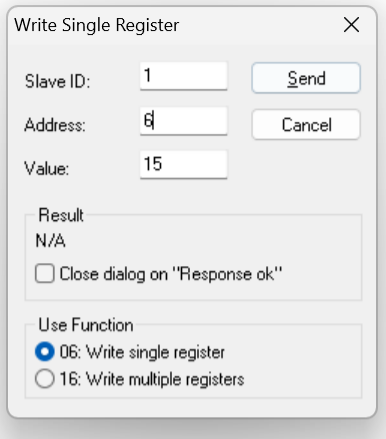 Write Single Register
Slave ID: 1 Send
Address: 6 Cancel
Value: 15
Result
N/A
Close dialog on "Response ok"
Use Function
06: Write single register
16: Write multiple registers